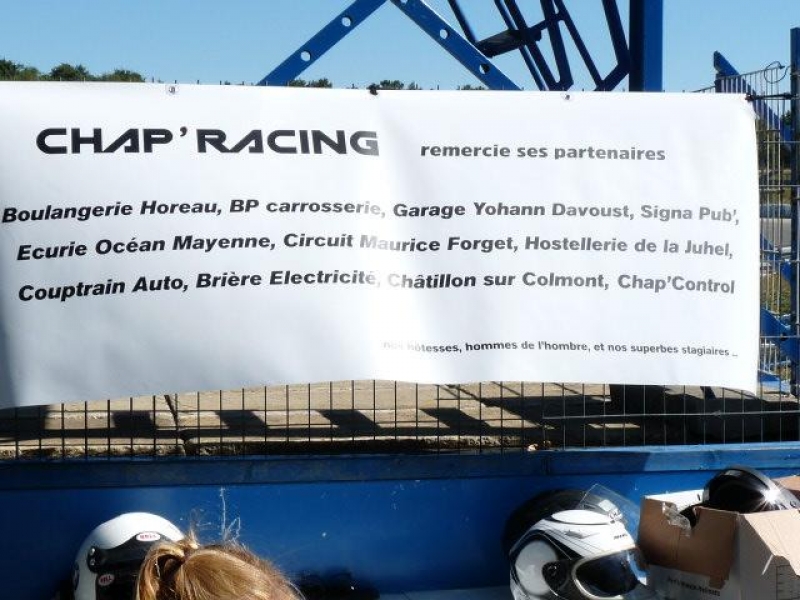 CHAP'RACING remercie ses partenaires
Boulangerie Horeau, BP carrosserie, Garage Yohann Davoust, Signa Pub',
Ecurie Océan Mayenne, Circuit Maurice Forget, Hostellerie de la Juhel,
Couptrain Auto, Brière Electricité, Châtillon sur Colmont, Chap'Control
nos hôtesses, hommes de l'hombre, et nos superbes stagiaires ...
BELL